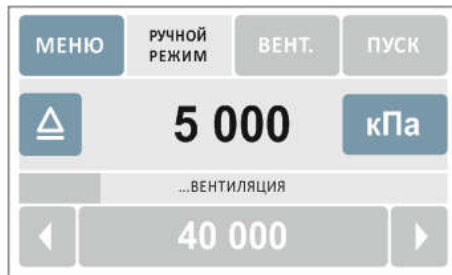 МЕНЮ
РУЧНОЙ
РЕЖИМ
ВЕНТ.
ПУСК
5 000
кПа
...ВЕНТИЛЯЦИЯ
40 000